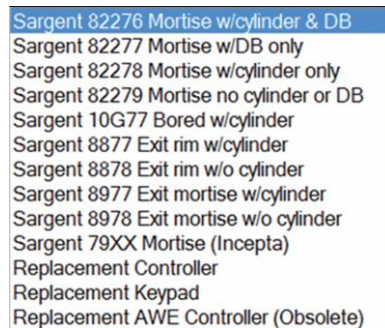 Sargent 82276 Mortise w/cylinder & DB
Sargent 82277 Mortise w/DB only
Sargent 82278 Mortise w/cylinder only
Sargent 82279 Mortise no cylinder or DB
Sargent 10G77 Bored w/cylinder
Sargent 8877 Exit rim w/cylinder
Sargent 8878 Exit rim w/o cylinder
Sargent 8977 Exit mortise w/cylinder
Sargent 8978 Exit mortise w/o cylinder
Sargent 79XX Mortise (Incepta)
Replacement Controller
Replacement Keypad
Replacement AWE Controller (Obsolete)